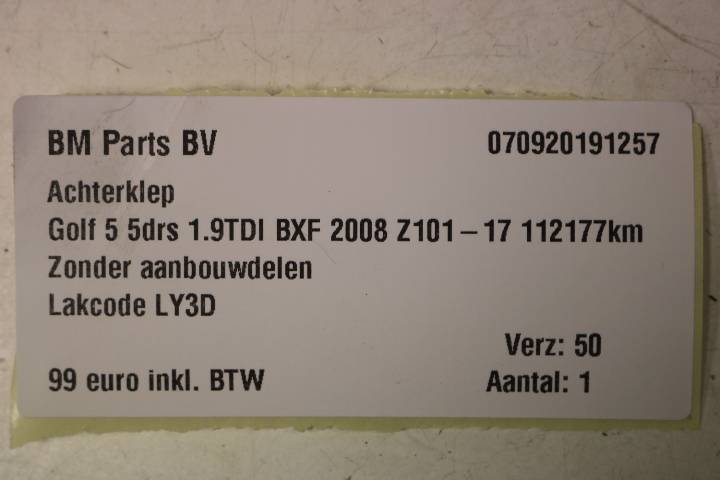 BM Parts BV 070920191257
Achterklep
Golf 5 5drs 1.9TDI BXF 2008 Z101-17 112177km
Zonder aanbouwdelen
Lakcode LY3D
Verz: 50
99 euro inkl. BTW Aantal: 1